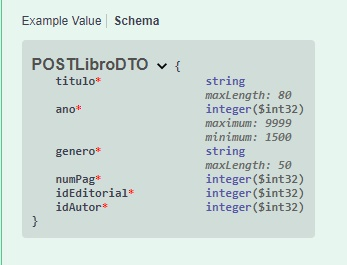 Example Value | Schema
POSTLibroDTO {
titulo* string
maxLength: 80
ano* integer($int32)
maximum: 9999
minimum: 1500
genero* string
maxLength: 50
numPag* integer($int32)
idEditorial* integer($int32)
idAutor* integer($int32)
}